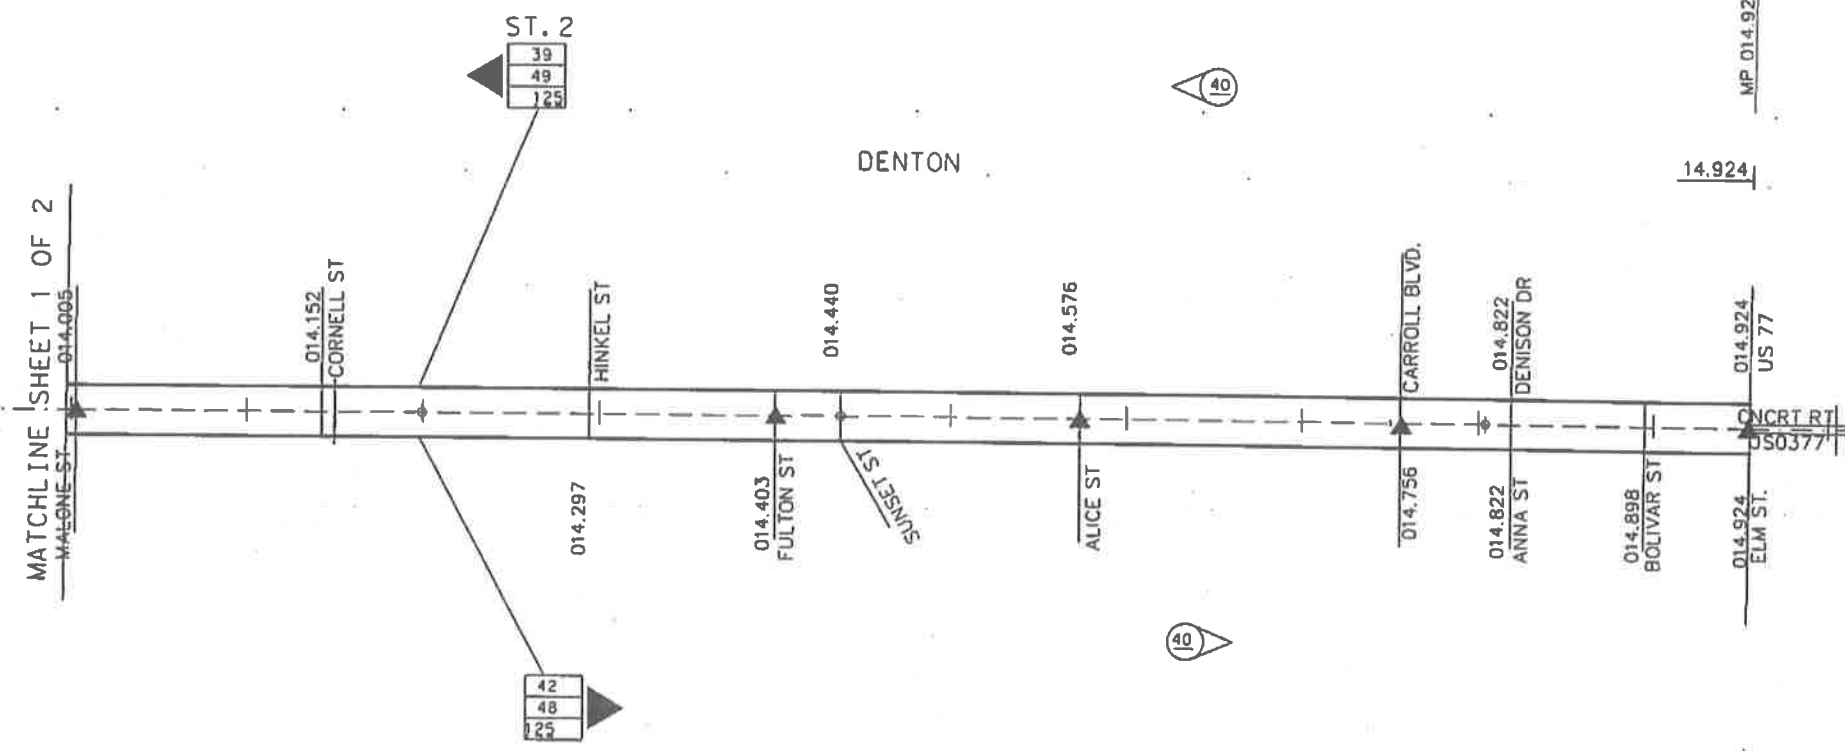 ST. 2
39
49
125
40
MP 014.92
DENTON
14.924
MATCHLINE SHEET 1 OF 2
014.005
014.152
CORNELL ST
HINKEL ST
014.440
014.576
CARROLL BLVD.
014.822
DENISON DR
014.924
US 77
CNCRT RT
US0377
MALONE ST
014.297
014.403
FULTON ST
SUNSET ST
ALICE ST
014.756
014.822
ANNA ST
014.898
BOLIVAR ST
014.924
ELM ST.
40
42
48
125